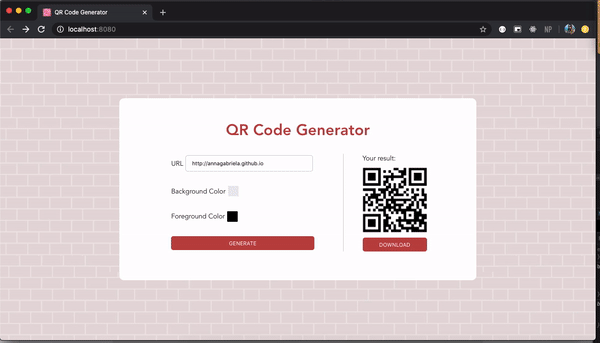 QR Code Generator
localhost:8080
NP
QR Code Generator
URL http://annagabriela.github.io
Background Color
Foreground Color
GENERATE
Your result:
DOWNLOAD